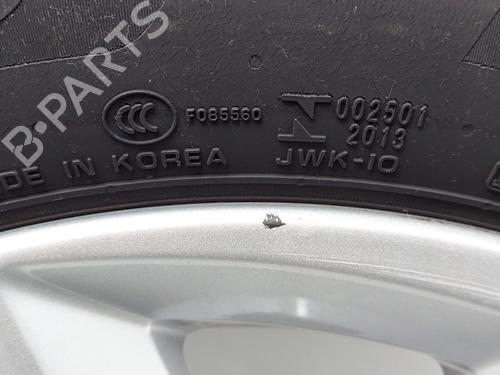 CCC F085560
002501
2013
DE IN KOREA JWK-10
B-PARTS